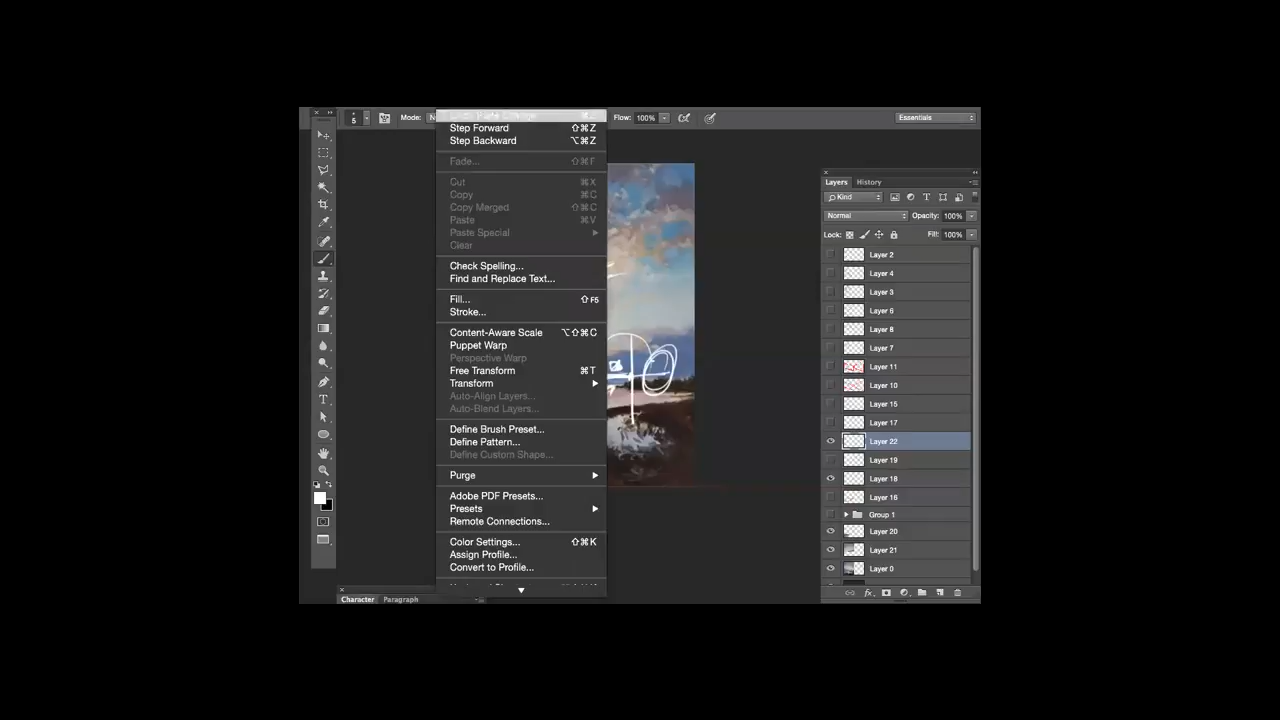 5 Mode: Flow: 100% Essentials
Step Forward ⇧⌘Z
Step Backward ⌥⌘Z
Fade... ⇧⌘F
Cut ⌘X
Copy ⌘C
Copy Merged ⇧⌘C
Paste ⌘V
Paste Special
Clear
Check Spelling...
Find and Replace Text...
Fill... ⇧ F5
Stroke...
Content-Aware Scale ⌥⇧⌘C
Puppet Warp
Perspective Warp
Free Transform ⌘T
Transform
Auto-Align Layers...
Auto-Blend Layers...
Define Brush Preset...
Define Pattern...
Define Custom Shape...
Purge
Adobe PDF Presets...
Presets
Remote Connections...
Color Settings... ⇧⌘K
Assign Profile...
Convert to Profile...
Character Paragraph
Layers History
Kind
Normal Opacity: 100%
Lock: Fill: 100%
Layer 2
Layer 4
Layer 3
Layer 6
Layer 8
Layer 7
Layer 11
Layer 10
Layer 15
Layer 17
Layer 22
Layer 19
Layer 18
Layer 16
Group 1
Layer 20
Layer 21
Layer 0
fx